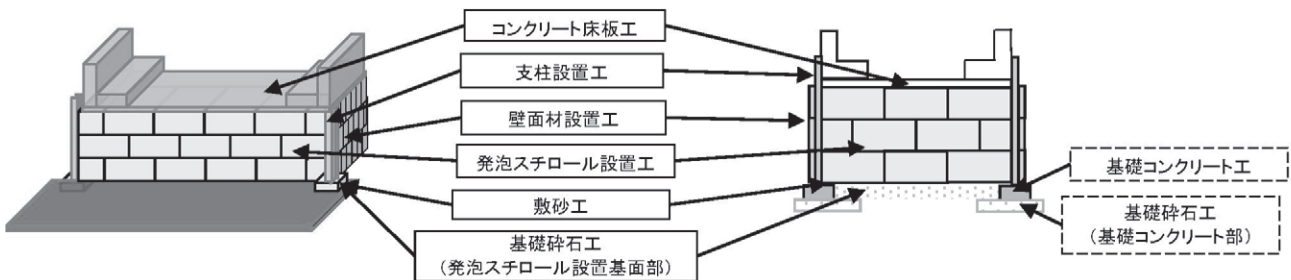 コンクリート床板工
支柱設置工
壁面材設置工
発泡スチロール設置工
敷砂工
基礎砕石工
（発泡スチロール設置基面部）
基礎コンクリート工
基礎砕石工
（基礎コンクリート部）